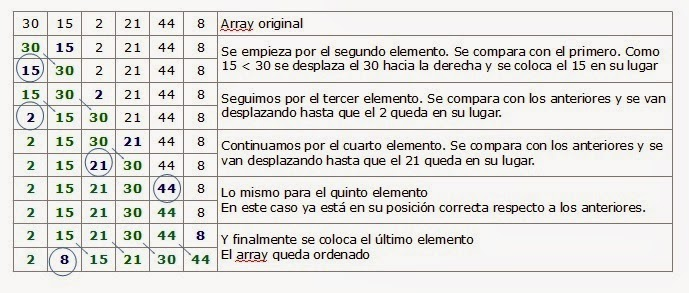 30 15 2 21 44 8 Array original
30 15 2 21 44 8
Se empieza por el segundo elemento. Se compara con el primero. Como
15 30 2 21 44 8
15 < 30 se desplaza el 30 hacia la derecha y se coloca el 15 en su lugar
15 30 2 21 44 8
Seguimos por el tercer elemento. Se compara con los anteriores y se van
2 15 30 21 44 8
desplazando hasta que el 2 queda en su lugar.
2 15 30 21 44 8
Continuamos por el cuarto elemento. Se compara con los anteriores y se
2 15 21 30 44 8
van desplazando hasta que el 21 queda en su lugar.
2 15 21 30 44 8
Lo mismo para el quinto elemento
2 15 21 30 44 8
En este caso ya está en su posición correcta respecto a los anteriores.
2 15 21 30 44 8
Y finalmente se coloca el último elemento
2 8 15 21 30 44
El array queda ordenado